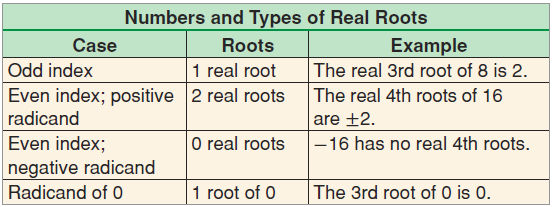 Numbers and Types of Real Roots
Case Roots Example
Odd index 1 real root The real 3rd root of 8 is 2.
Even index; positive radicand 2 real roots The real 4th roots of 16 are ±2.
Even index; negative radicand 0 real roots −16 has no real 4th roots.
Radicand of 0 1 root of 0 The 3rd root of 0 is 0.